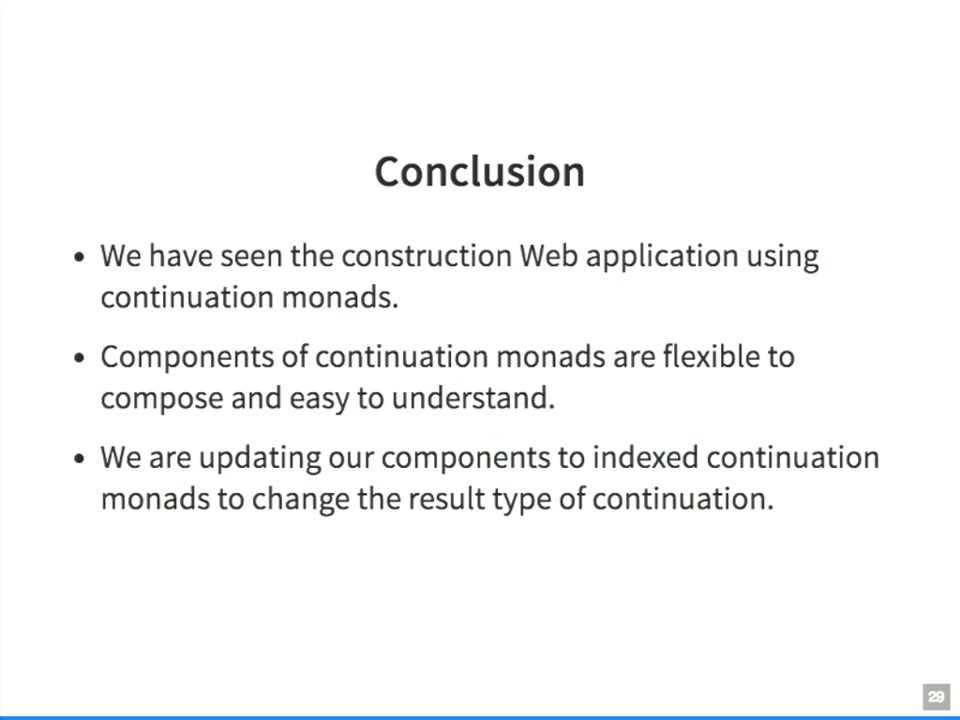 Conclusion
• We have seen the construction Web application using
continuation monads.
• Components of continuation monads are flexible to
compose and easy to understand.
• We are updating our components to indexed continuation
monads to change the result type of continuation.
29